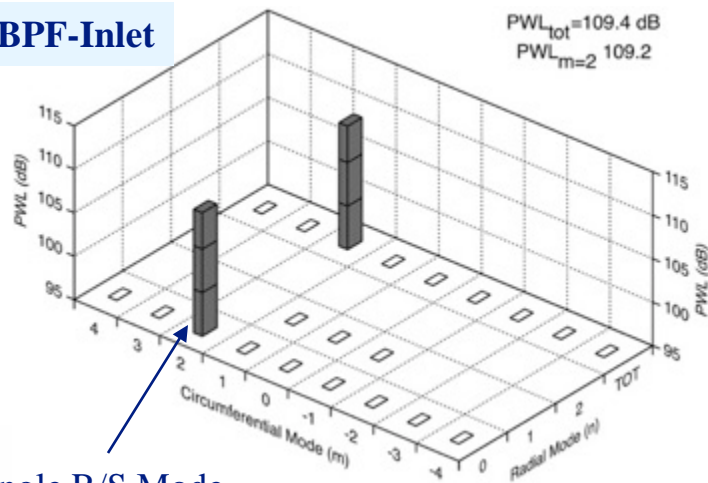 BPF-Inlet
PWLtot=109.4 dB
PWLm=2 109.2
115
110
105
100
95
PWL (dB)
115
110
105
100
95
PWL (dB)
4
3
2
1
0
-1
-2
-3
-4
Circumferential Mode (m)
0
1
2
TOT
Radial Mode (n)
R/S Mode